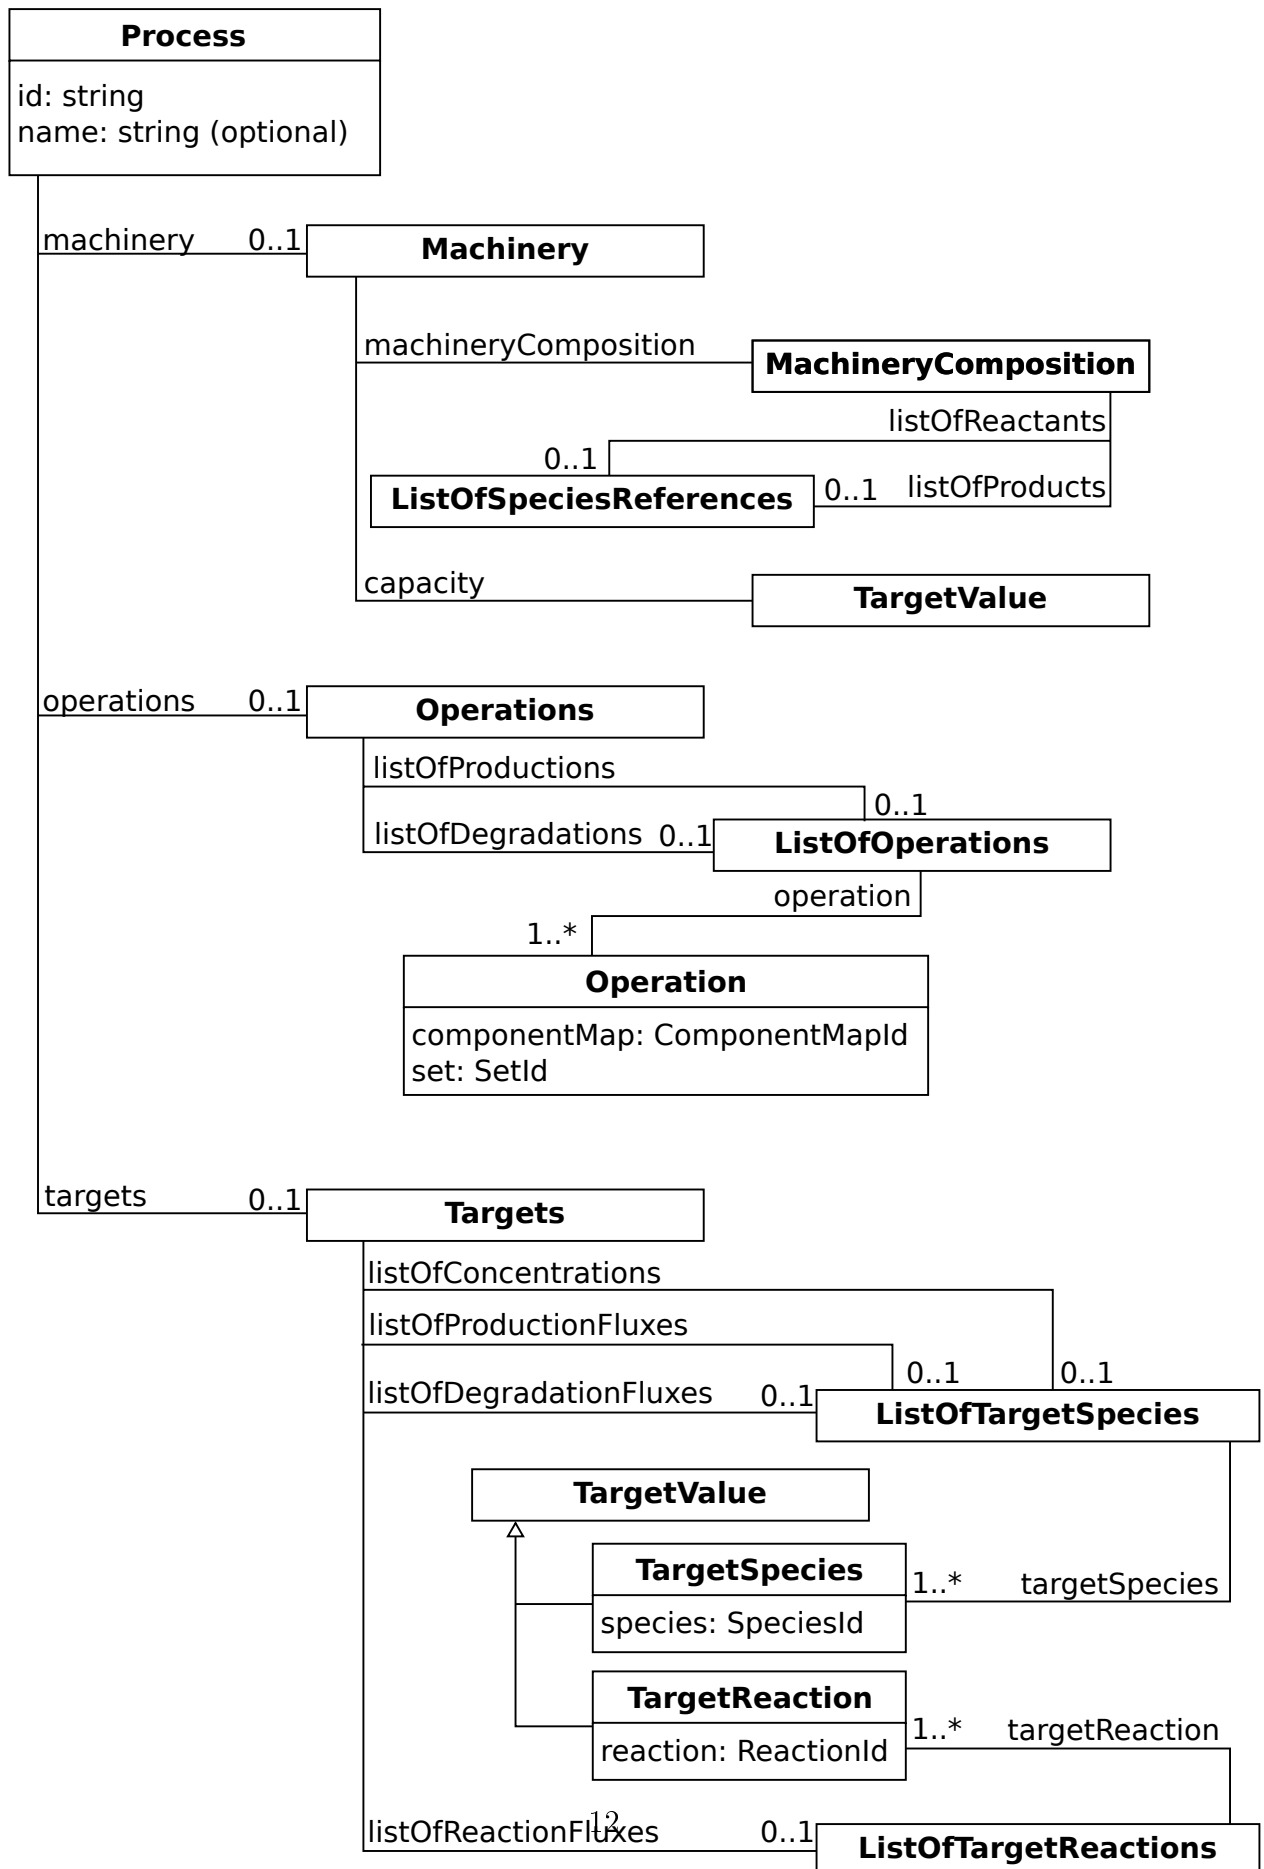 Process
id: string
name: string (optional)
machinery 0..1 Machinery
machineryComposition MachineryComposition
listOfReactants
0..1
ListOfSpeciesReferences 0..1 listOfProducts
capacity TargetValue
operations 0..1 Operations
listOfProductions
0..1
listOfDegradations 0..1 ListOfOperations
operation
1..*
Operation
componentMap: ComponentMapId
set: SetId
targets 0..1 Targets
listOfConcentrations
listOfProductionFluxes
0..1 0..1
listOfDegradationFluxes 0..1 ListOfTargetSpecies
TargetValue
TargetSpecies 1..* targetSpecies
species: SpeciesId
TargetReaction
1..* targetReaction
reaction: ReactionId
12
listOfReactionFluxes 0..1 ListOfTargetReactions